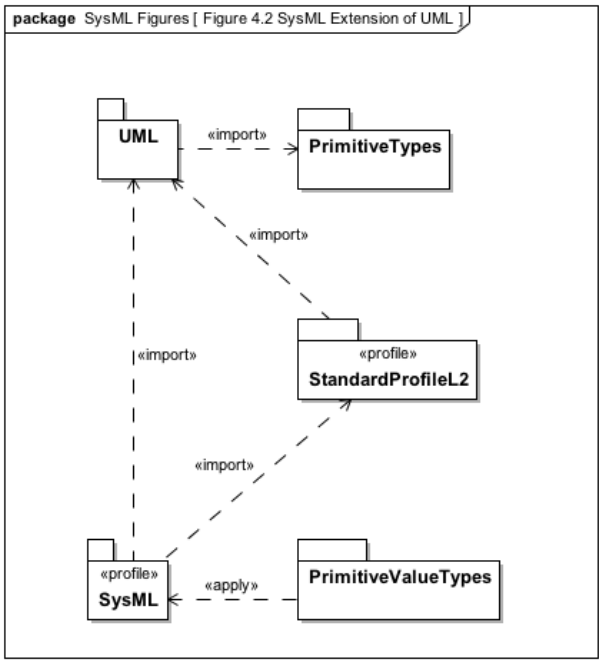 package SysML Figures [ Figure 4.2 SysML Extension of UML ]
UML
«import»
PrimitiveTypes
«import»
«import»
«profile»
StandardProfileL2
«import»
«profile»
SysML
«apply»
PrimitiveValueTypes